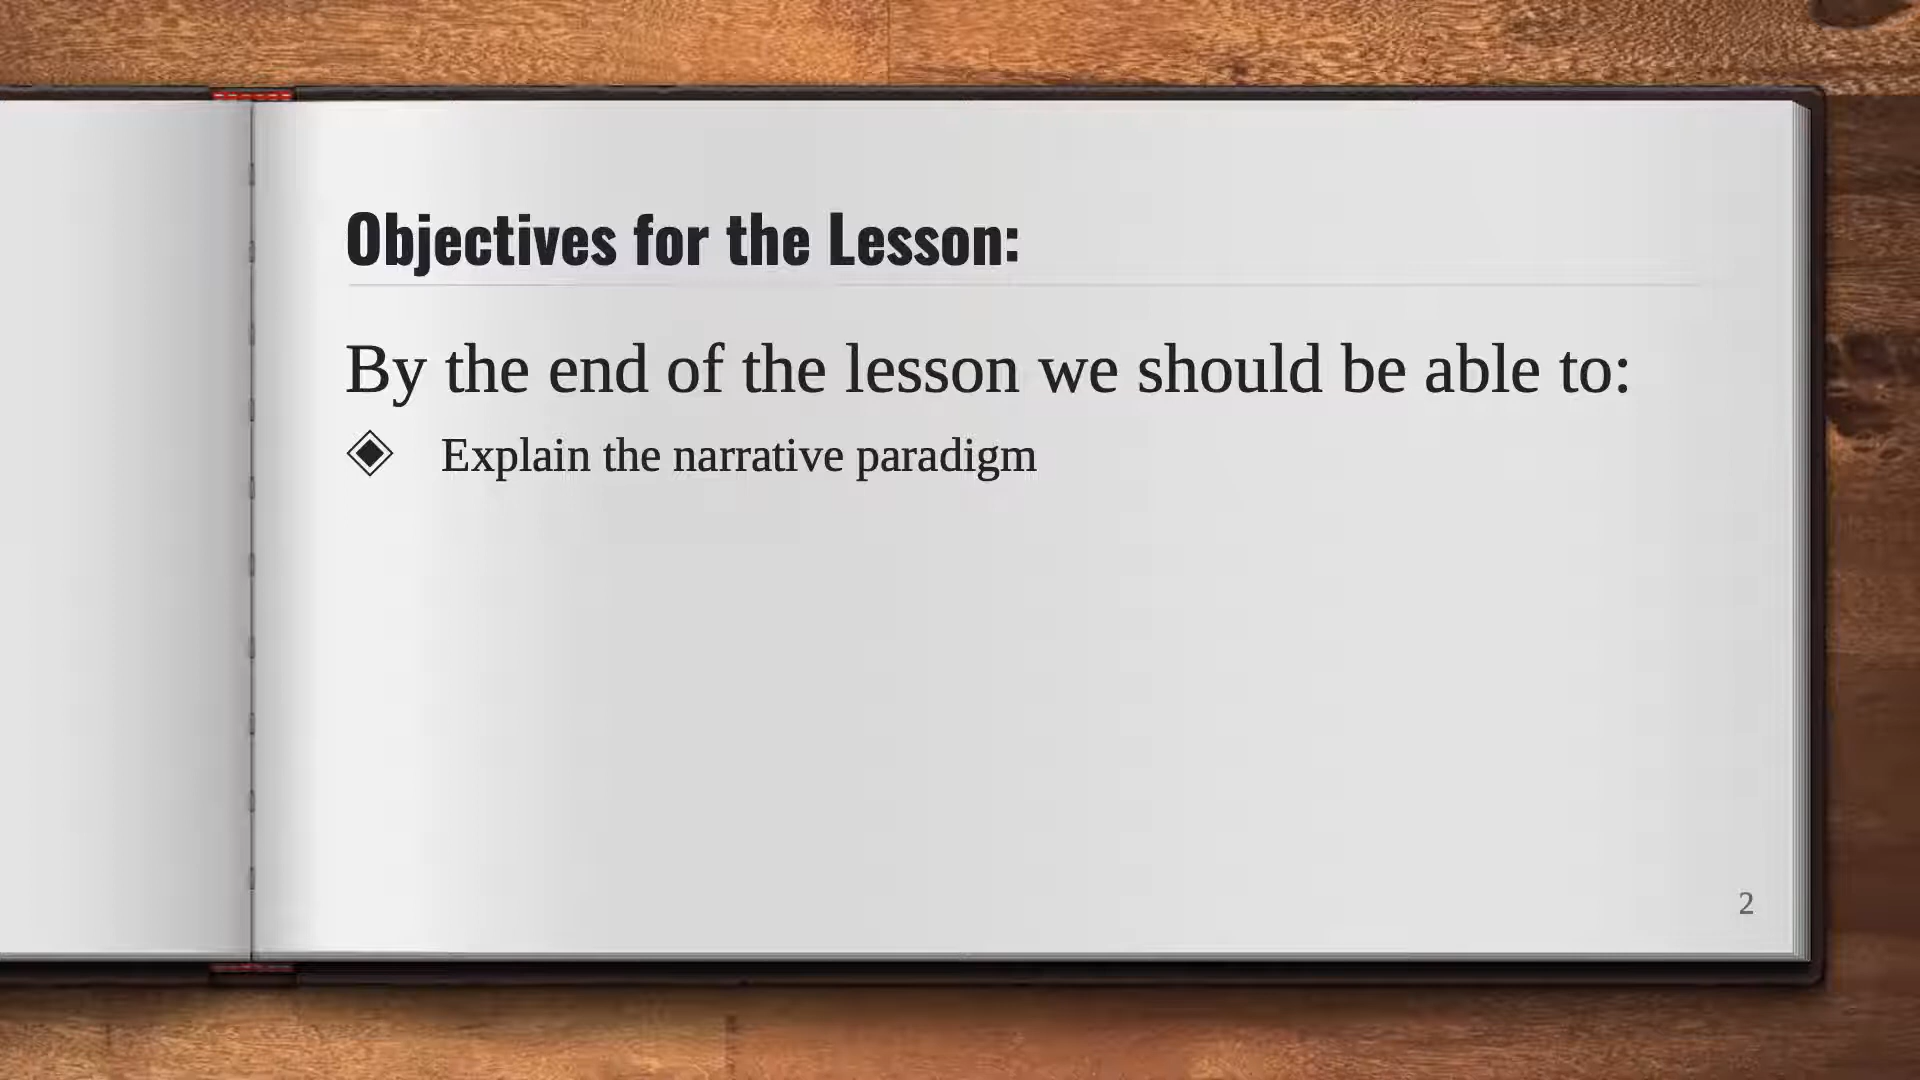 Objectives for the Lesson:
By the end of the lesson we should be able to:
Explain the narrative paradigm
2